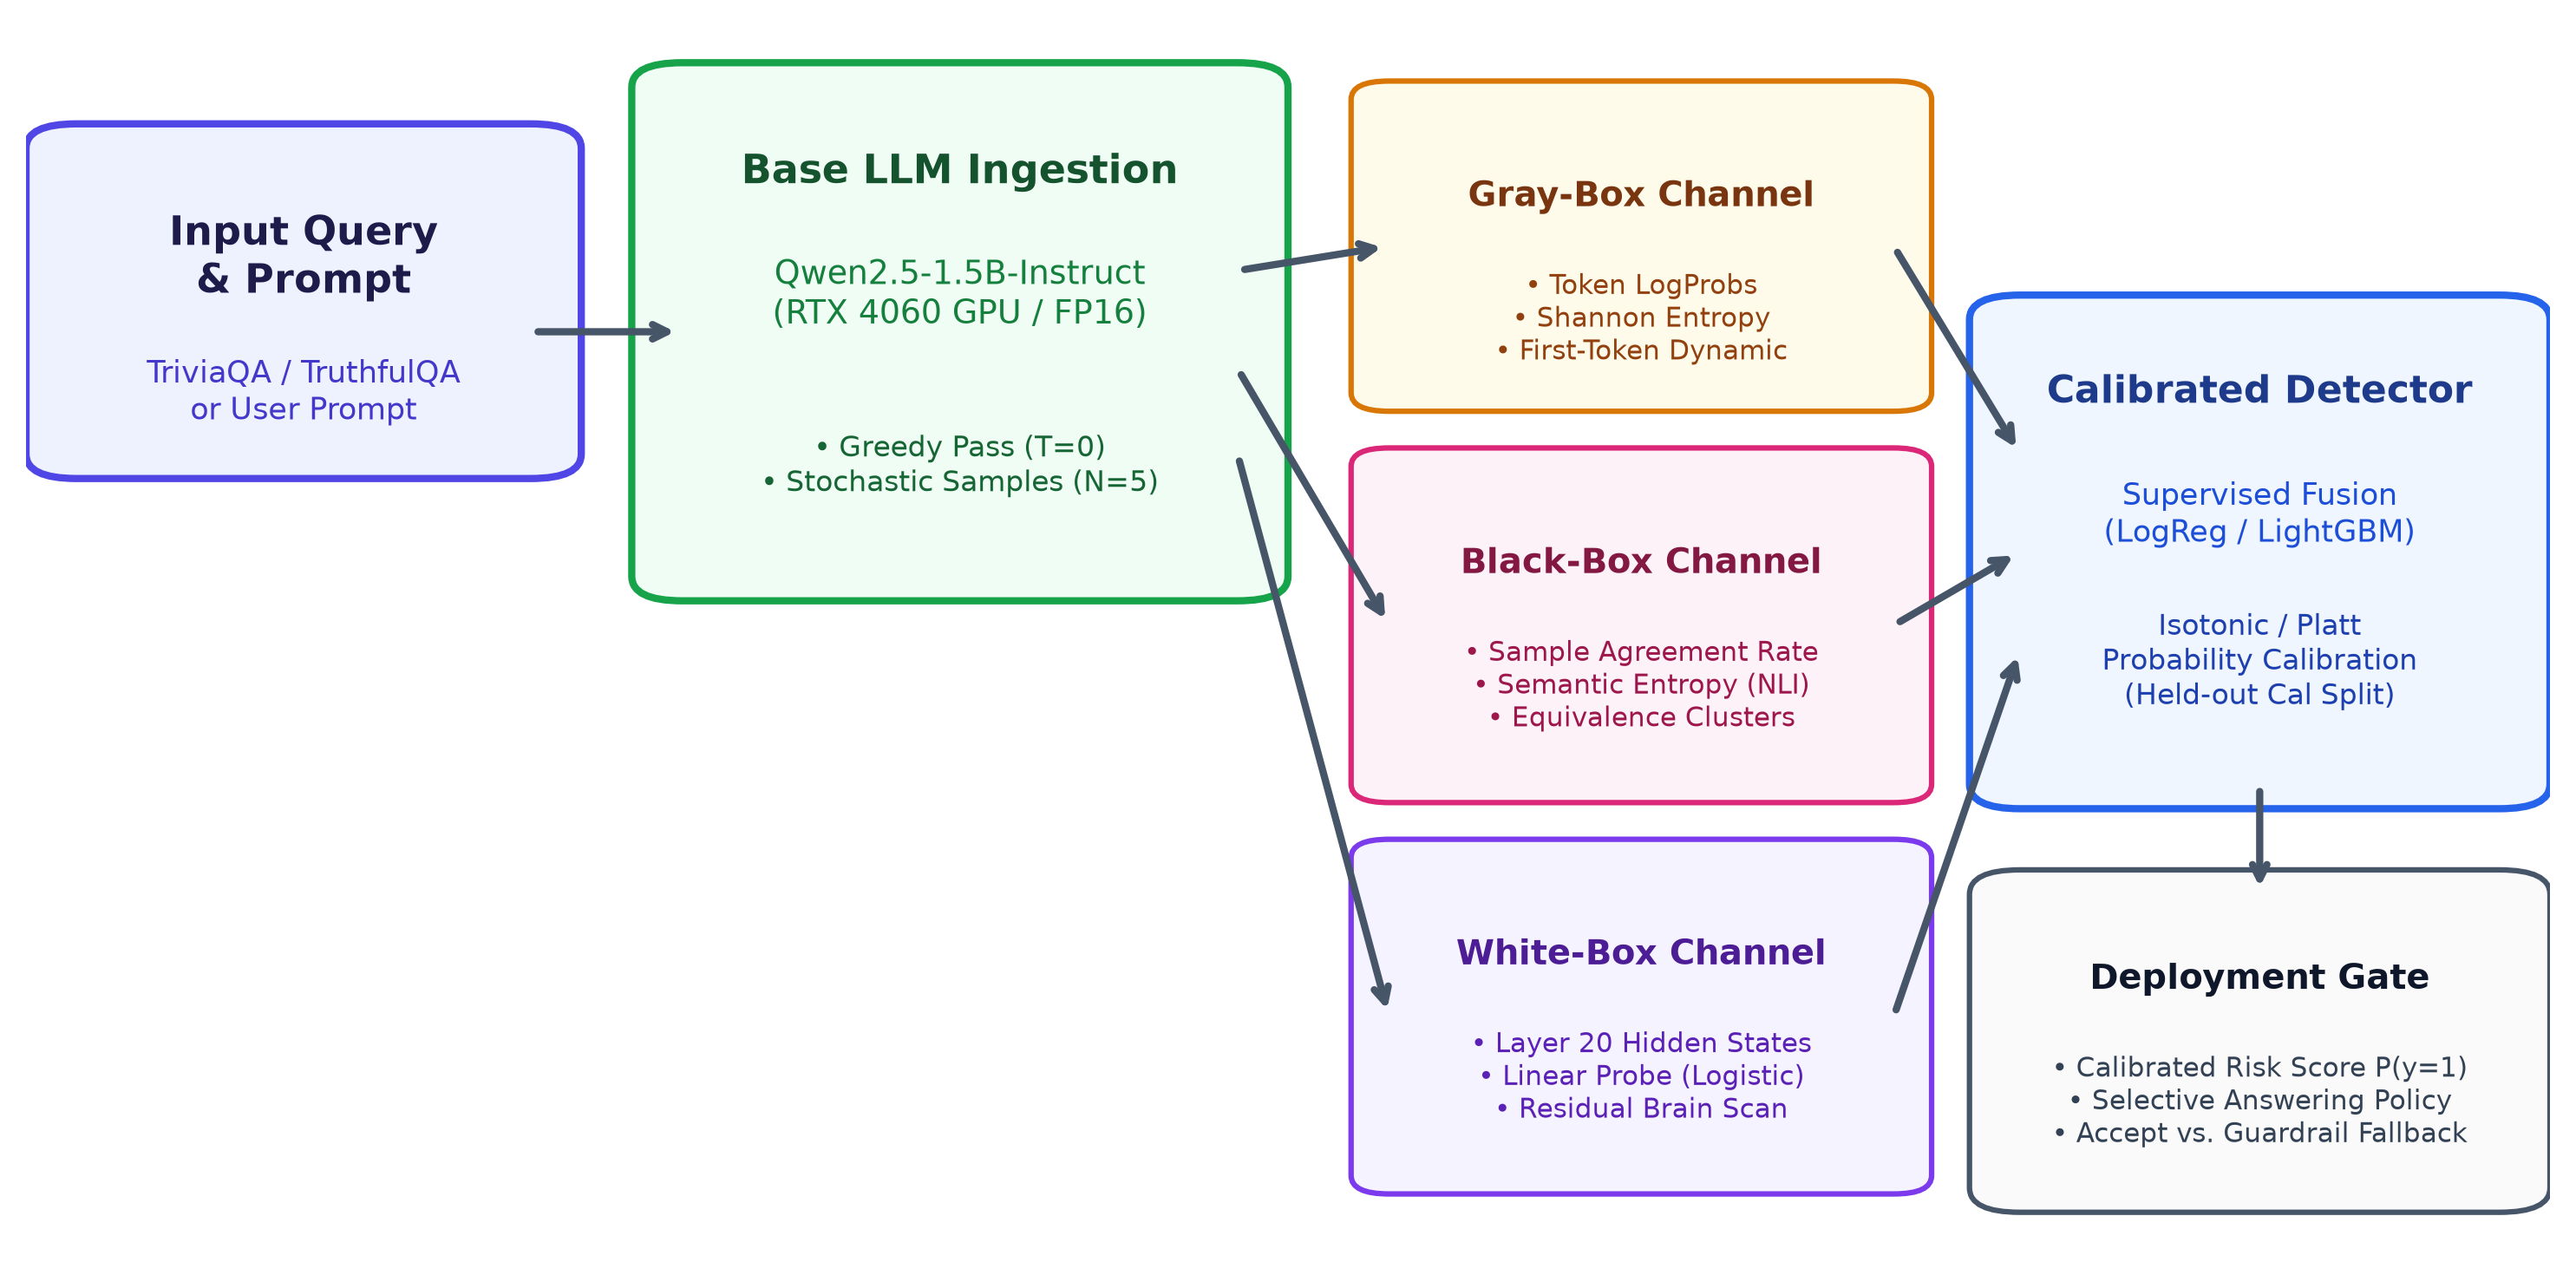 Input Query
& Prompt
TriviaQA / TruthfulQA
or User Prompt
Base LLM Ingestion
Qwen2.5-1.5B-Instruct
(RTX 4060 GPU / FP16)
• Greedy Pass (T=0)
• Stochastic Samples (N=5)
Gray-Box Channel
• Token LogProbs
• Shannon Entropy
• First-Token Dynamic
Black-Box Channel
• Sample Agreement Rate
• Semantic Entropy (NLI)
• Equivalence Clusters
White-Box Channel
• Layer 20 Hidden States
• Linear Probe (Logistic)
• Residual Brain Scan
Calibrated Detector
Supervised Fusion
(LogReg / LightGBM)
Isotonic / Platt
Probability Calibration
(Held-out Cal Split)
Deployment Gate
• Calibrated Risk Score P(y=1)
• Selective Answering Policy
• Accept vs. Guardrail Fallback